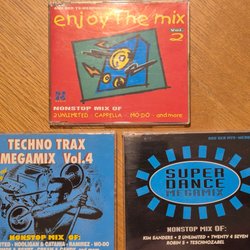 enjoy the mix
Vol.
2
NONSTOP MIX OF
2 UNLIMITED · CAPPELLA · MO-DO · and more
TECHNO TRAX
MEGAMIX Vol.4
NONSTOP MIX OF:
HOOLIGAN & CATANIA · RAMIREZ · MO-DO
SUPER
DANCE
MEGAMIX
NONSTOP MIX OF:
KIM SANDERS • 2 UNLIMITED • TWENTY 4 SEVEN
ROBIN S • TECHNOZABEL